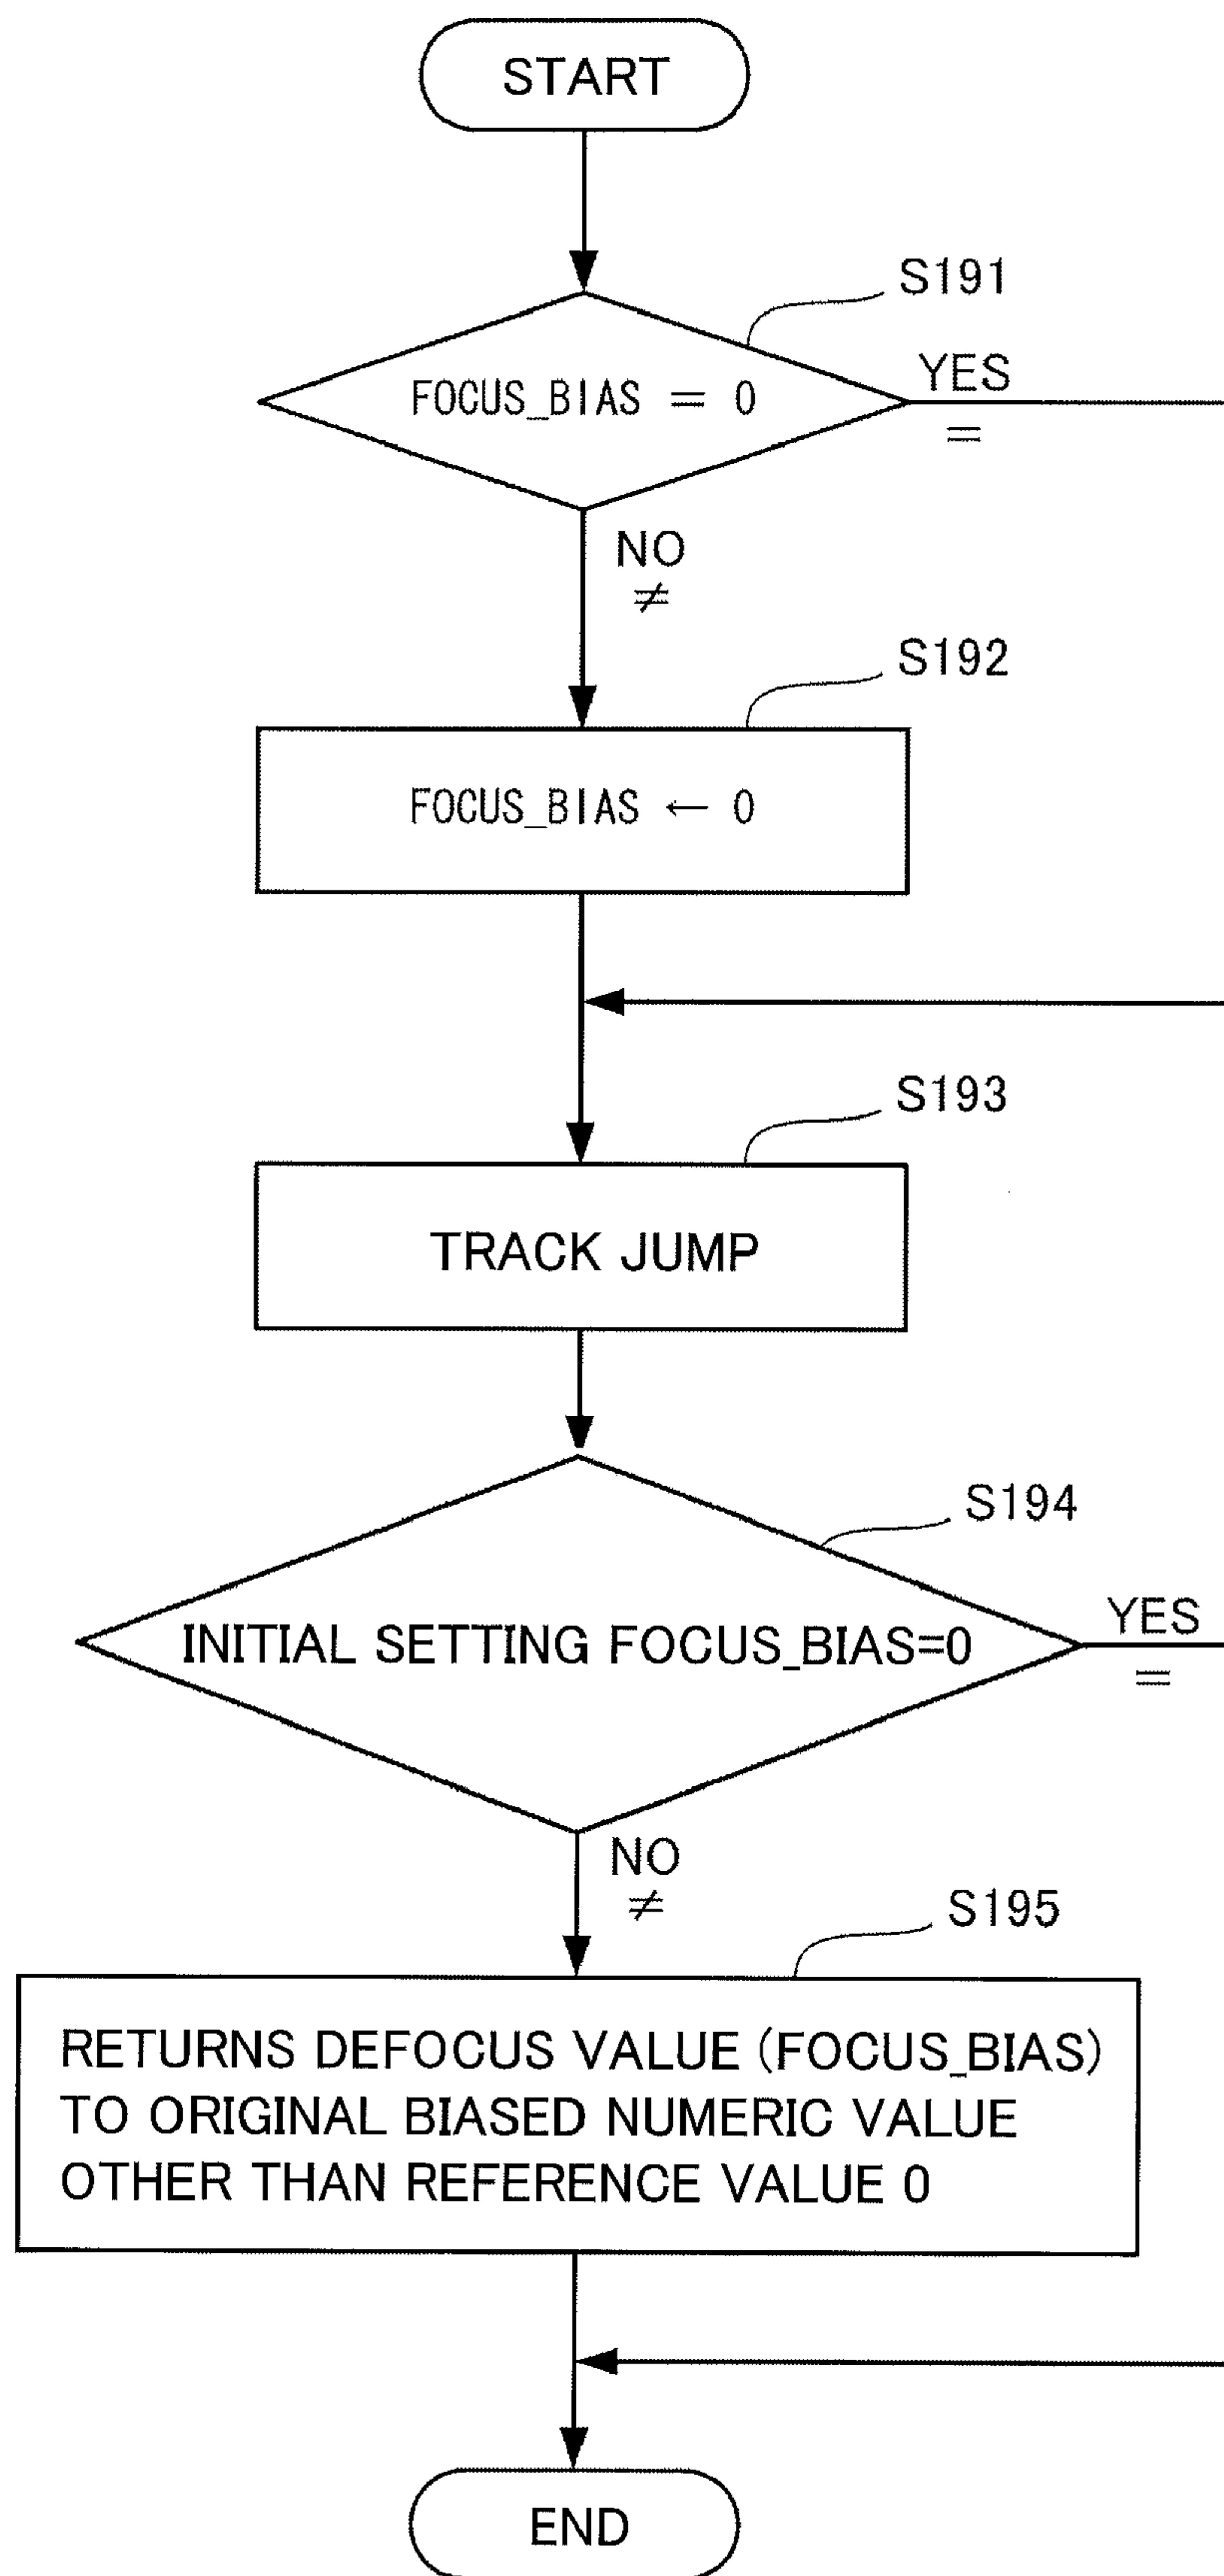 START
S191
FOCUS_BIAS = 0
YES
=
NO
≠
S192
FOCUS_BIAS ← 0
S193
TRACK JUMP
S194
INITIAL SETTING FOCUS_BIAS=0
YES
=
NO
≠
S195
RETURNS DEFOCUS VALUE (FOCUS_BIAS)
TO ORIGINAL BIASED NUMERIC VALUE
OTHER THAN REFERENCE VALUE 0
END